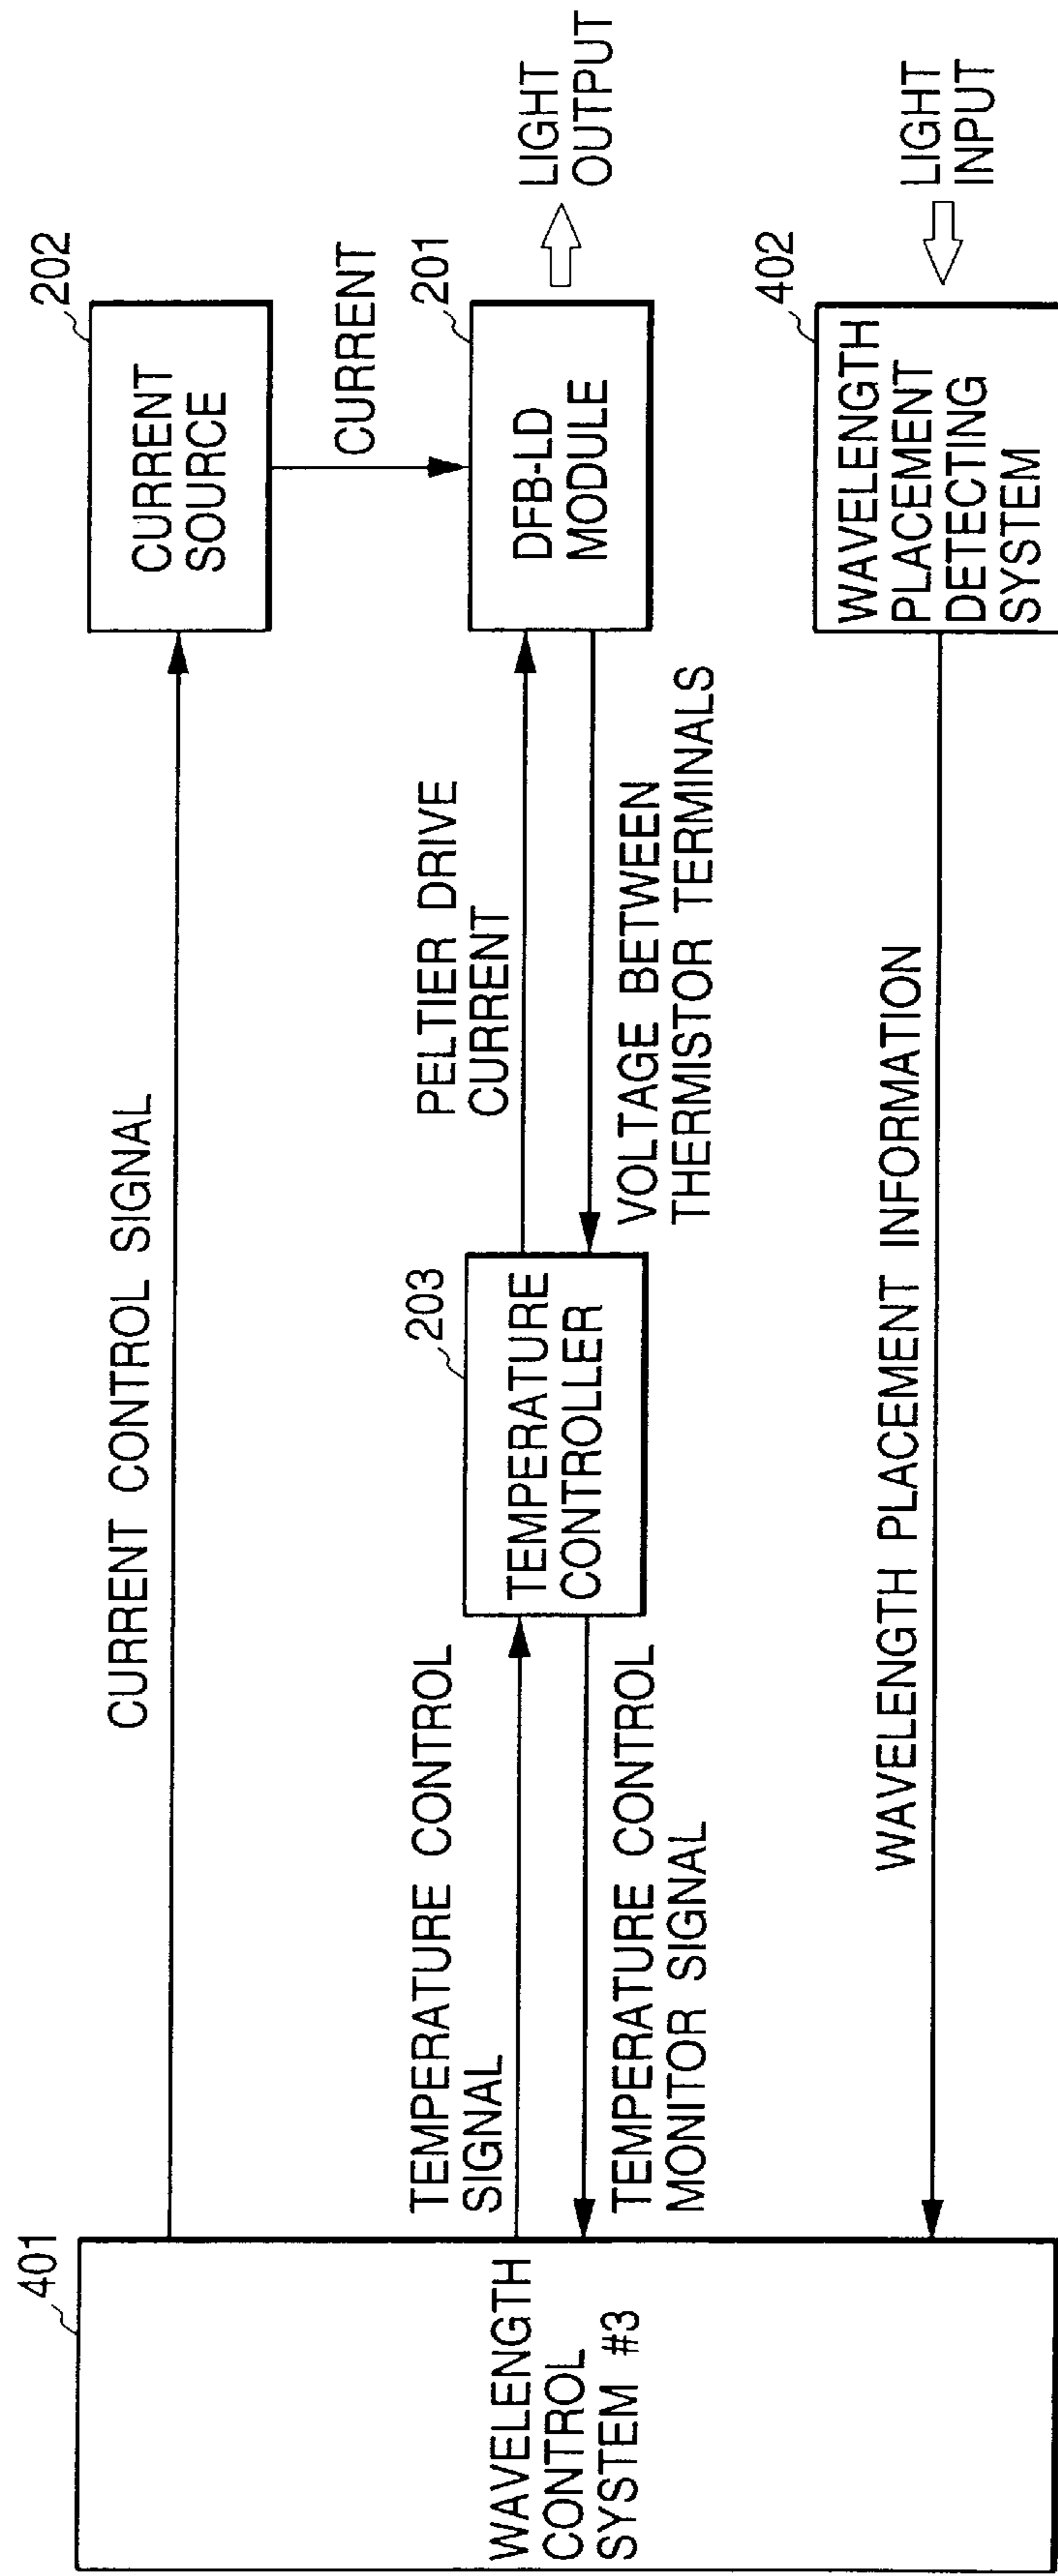 401
WAVELENGTH
CONTROL
SYSTEM #3
CURRENT CONTROL SIGNAL
202
CURRENT
SOURCE
CURRENT
TEMPERATURE CONTROL
SIGNAL
TEMPERATURE CONTROL
MONITOR SIGNAL
203
TEMPERATURE
CONTROLLER
PELTIER DRIVE
CURRENT
VOLTAGE BETWEEN
THERMISTOR TERMINALS
201
DFB-LD
MODULE
LIGHT
OUTPUT
WAVELENGTH PLACEMENT INFORMATION
402
WAVELENGTH
PLACEMENT
DETECTING
SYSTEM
LIGHT
INPUT